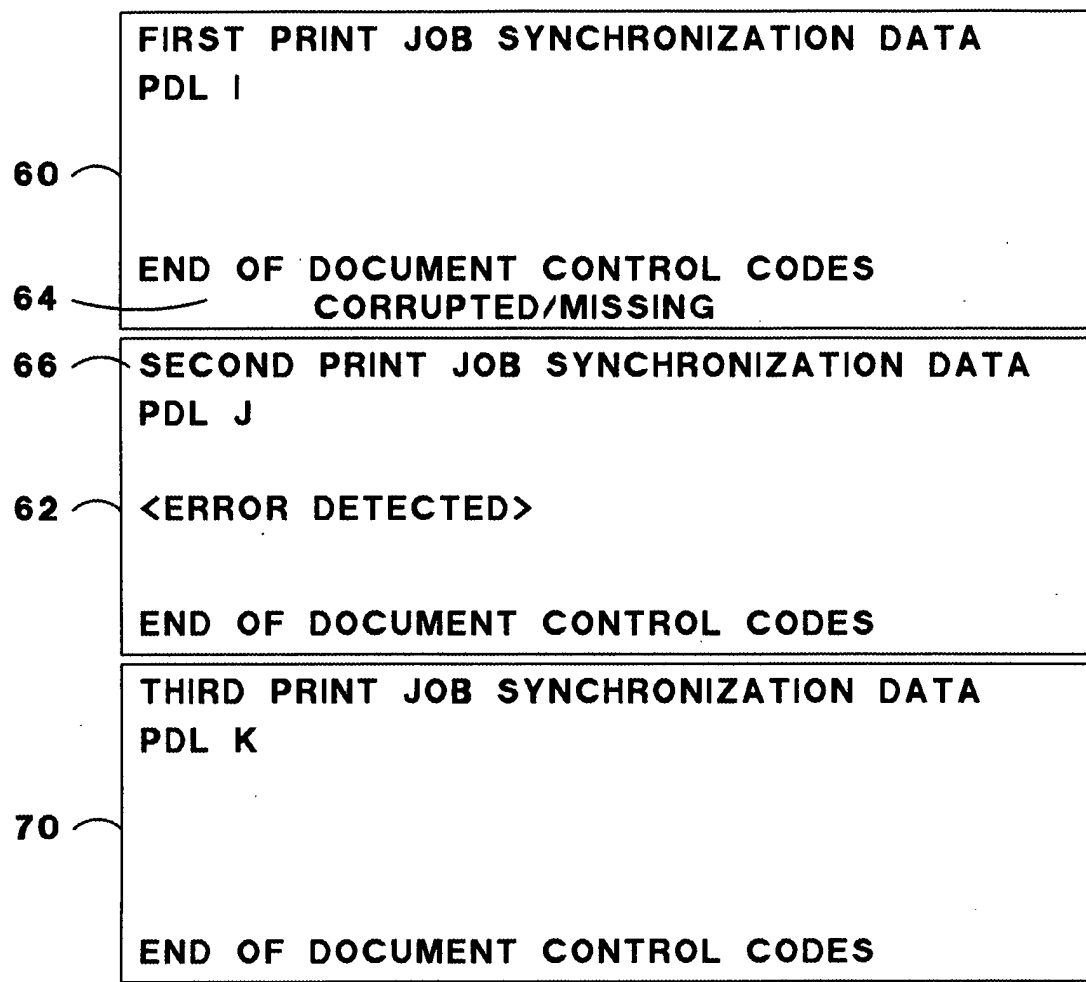 FIRST PRINT JOB SYNCHRONIZATION DATA
PDL I
60
END OF DOCUMENT CONTROL CODES
64 CORRUPTED/MISSING
66 SECOND PRINT JOB SYNCHRONIZATION DATA
PDL J
62 <ERROR DETECTED>
END OF DOCUMENT CONTROL CODES
THIRD PRINT JOB SYNCHRONIZATION DATA
PDL K
70
END OF DOCUMENT CONTROL CODES